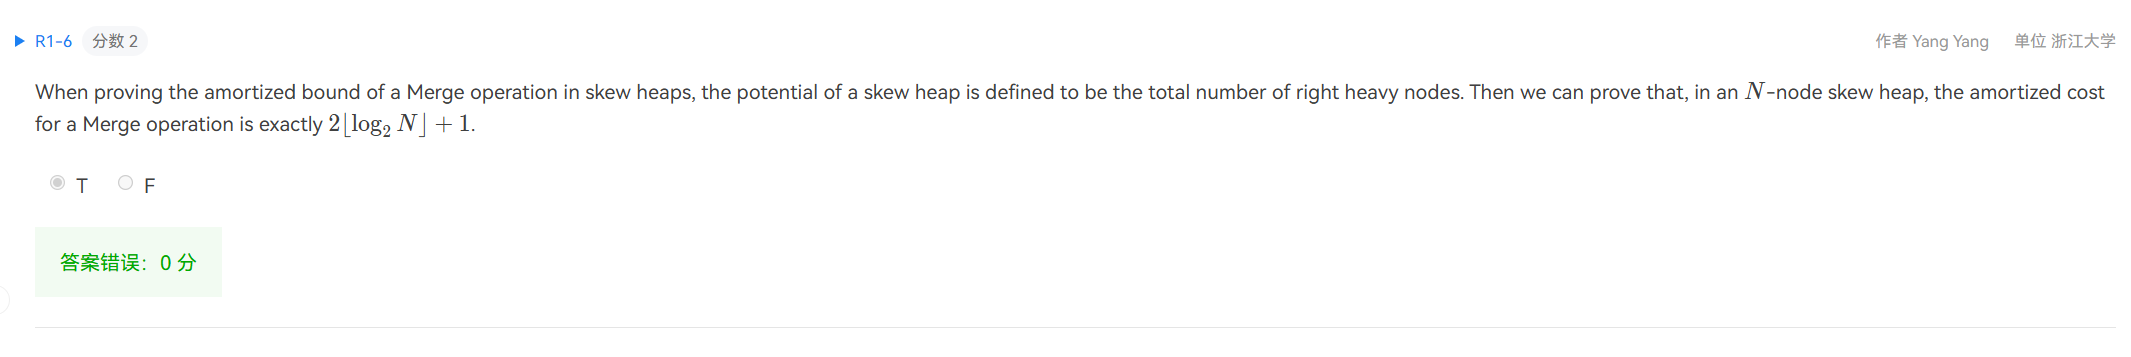 R1-6 分数 2 作者 Yang Yang 单位 浙江大学
When proving the amortized bound of a Merge operation in skew heaps, the potential of a skew heap is defined to be the total number of right heavy nodes. Then we can prove that, in an N-node skew heap, the amortized cost
for a Merge operation is exactly 2⌊log₂ N⌋ + 1.
T F
答案错误：0 分